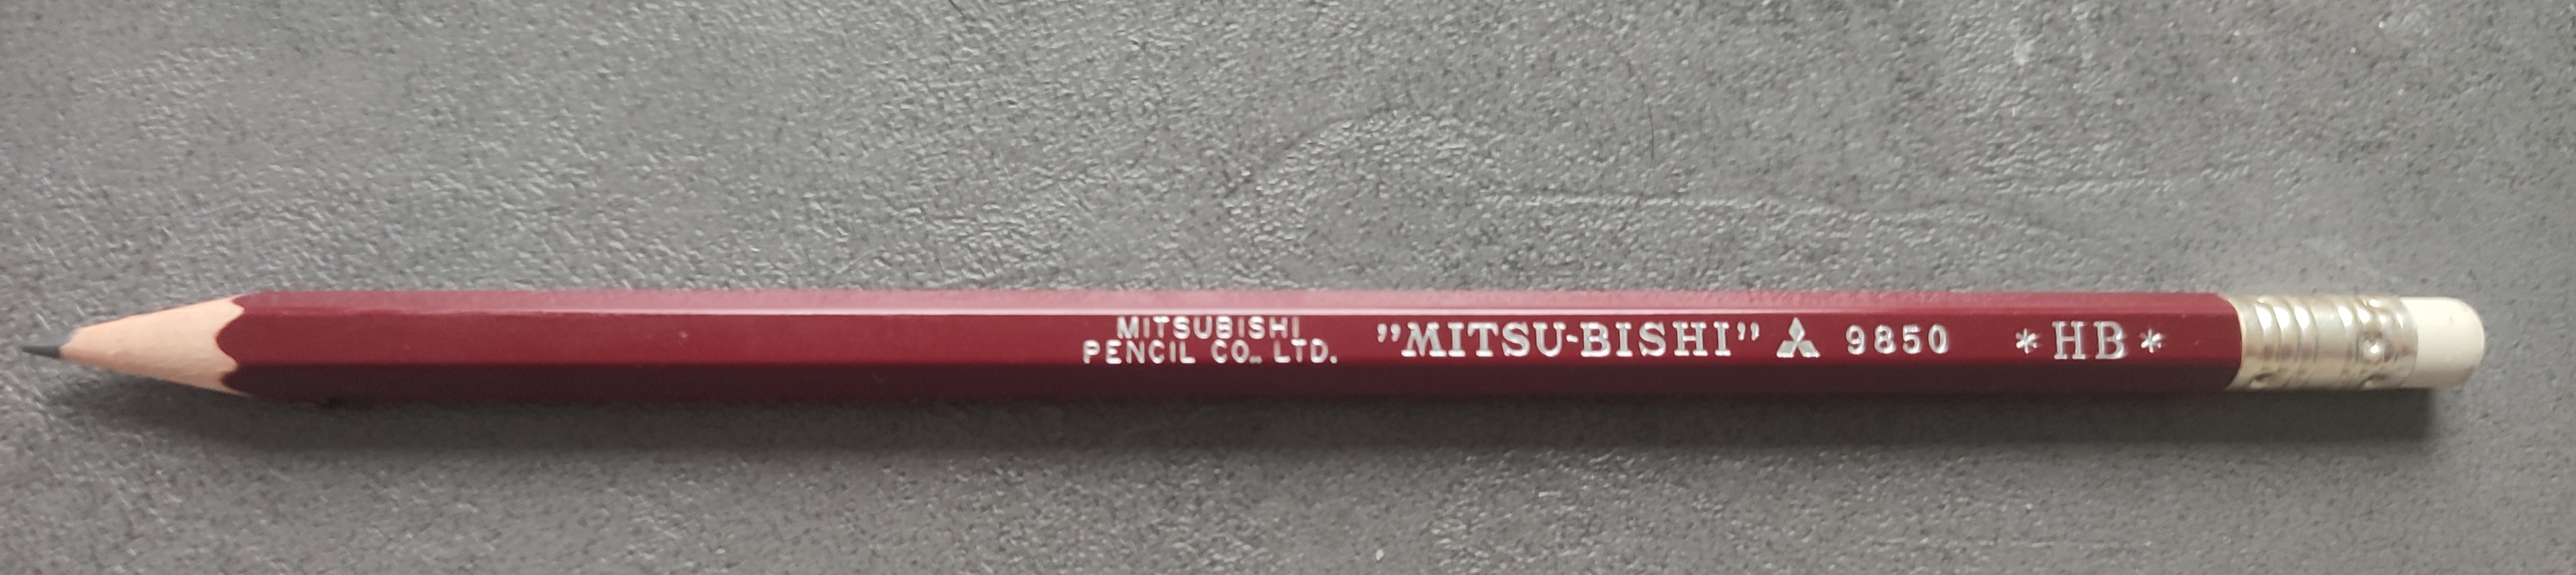 MITSUBISHI
PENCIL CO., LTD.
”MITSU-BISHI” 9850 * HB *